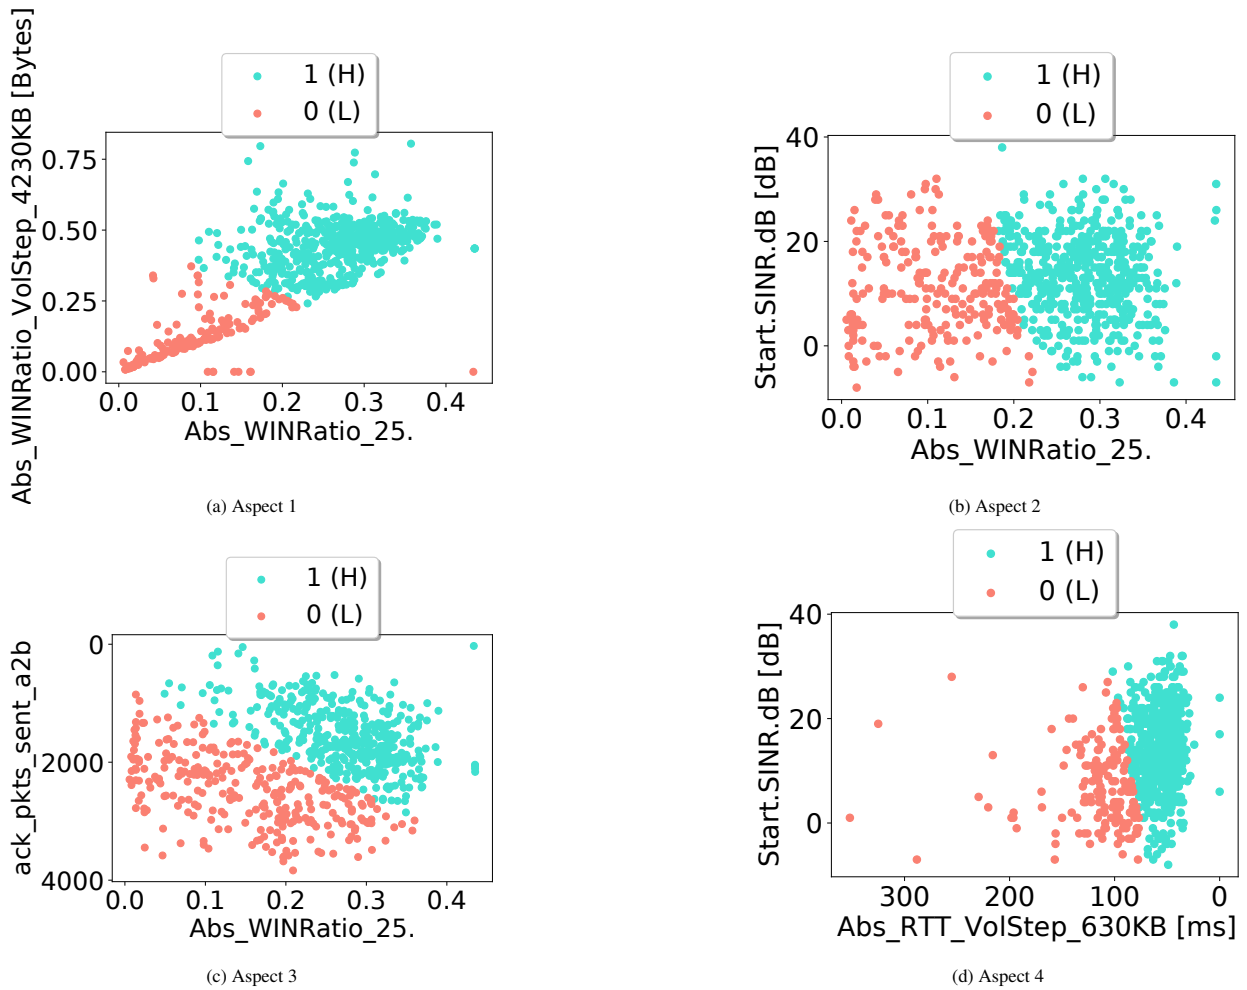 1 (H)
0 (L)
Abs_WINRatio_VolStep_4230KB [Bytes]
0.75
0.50
0.25
0.00
0.0 0.1 0.2 0.3 0.4
Abs_WINRatio_25.
(a) Aspect 1
1 (H)
0 (L)
Start.SINR.dB [dB]
40
20
0
0.0 0.1 0.2 0.3 0.4
Abs_WINRatio_25.
(b) Aspect 2
1 (H)
0 (L)
ack_pkts_sent_a2b
0
2000
4000
0.0 0.1 0.2 0.3 0.4
Abs_WINRatio_25.
(c) Aspect 3
1 (H)
0 (L)
Start.SINR.dB [dB]
40
20
0
300 200 100 0
Abs_RTT_VolStep_630KB [ms]
(d) Aspect 4